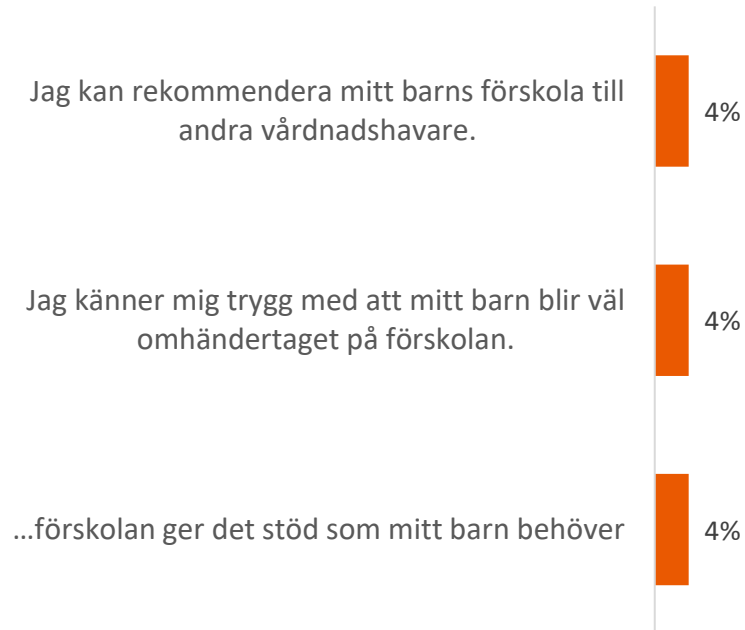 Jag kan rekommendera mitt barns förskola till
andra vårdnadshavare.
4%
Jag känner mig trygg med att mitt barn blir väl
omhändertaget på förskolan.
4%
...förskolan ger det stöd som mitt barn behöver
4%